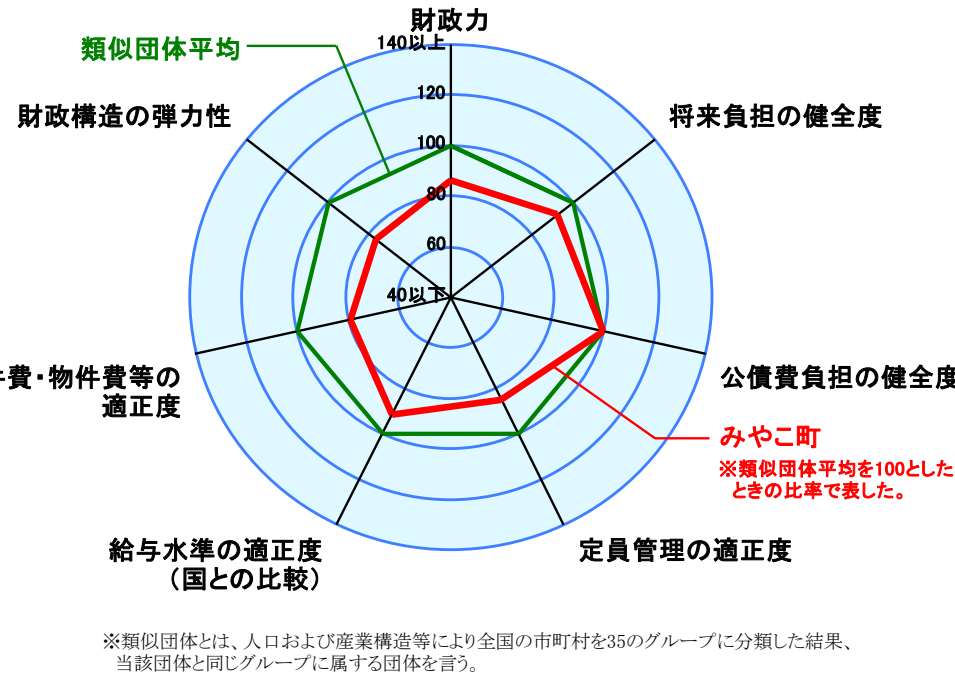 財政力
140以上
類似団体平均
120
財政構造の弾力性
将来負担の健全度
100
80
60
40以下
件費・物件費等の
適正度
公債費負担の健全度
みやこ町
※類似団体平均を100とした
ときの比率で表した。
給与水準の適正度
（国との比較）
定員管理の適正度
※類似団体とは、人口および産業構造等により全国の市町村を35のグループに分類した結果、
当該団体と同じグループに属する団体を言う。